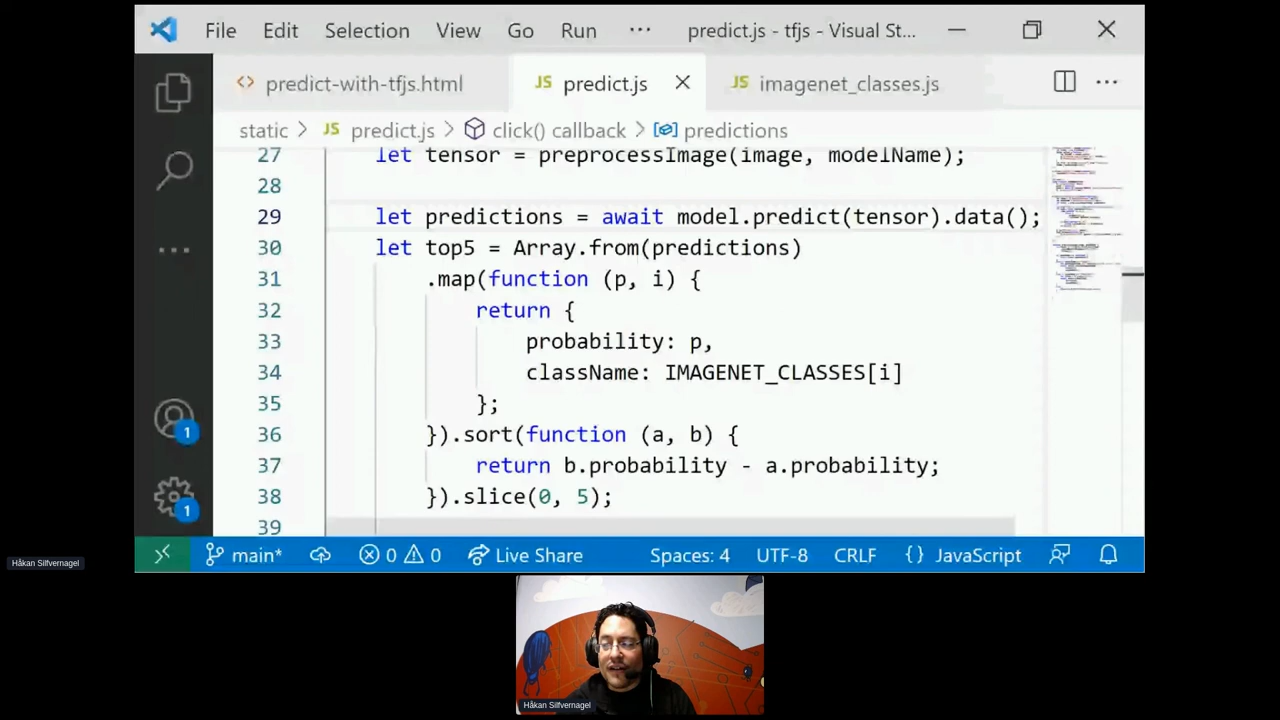 File Edit Selection View Go Run ··· predict.js - tfjs - Visual St...
predict-with-tfjs.html JS predict.js JS imagenet_classes.js ···
static > JS predict.js > click() callback > predictions
27 let tensor = preprocessImage(image, modelName);
28
29 let predictions = await model.predict(tensor).data();
30 let top5 = Array.from(predictions)
31 .map(function (p, i) {
32 return {
33 probability: p,
34 className: IMAGENET_CLASSES[i]
35 };
36 }).sort(function (a, b) {
37 return b.probability - a.probability;
38 }).slice(0, 5);
39
1
1
main* 0 0 Live Share Spaces: 4 UTF-8 CRLF {} JavaScript
Håkan Silfvernagel
Håkan Silfvernagel